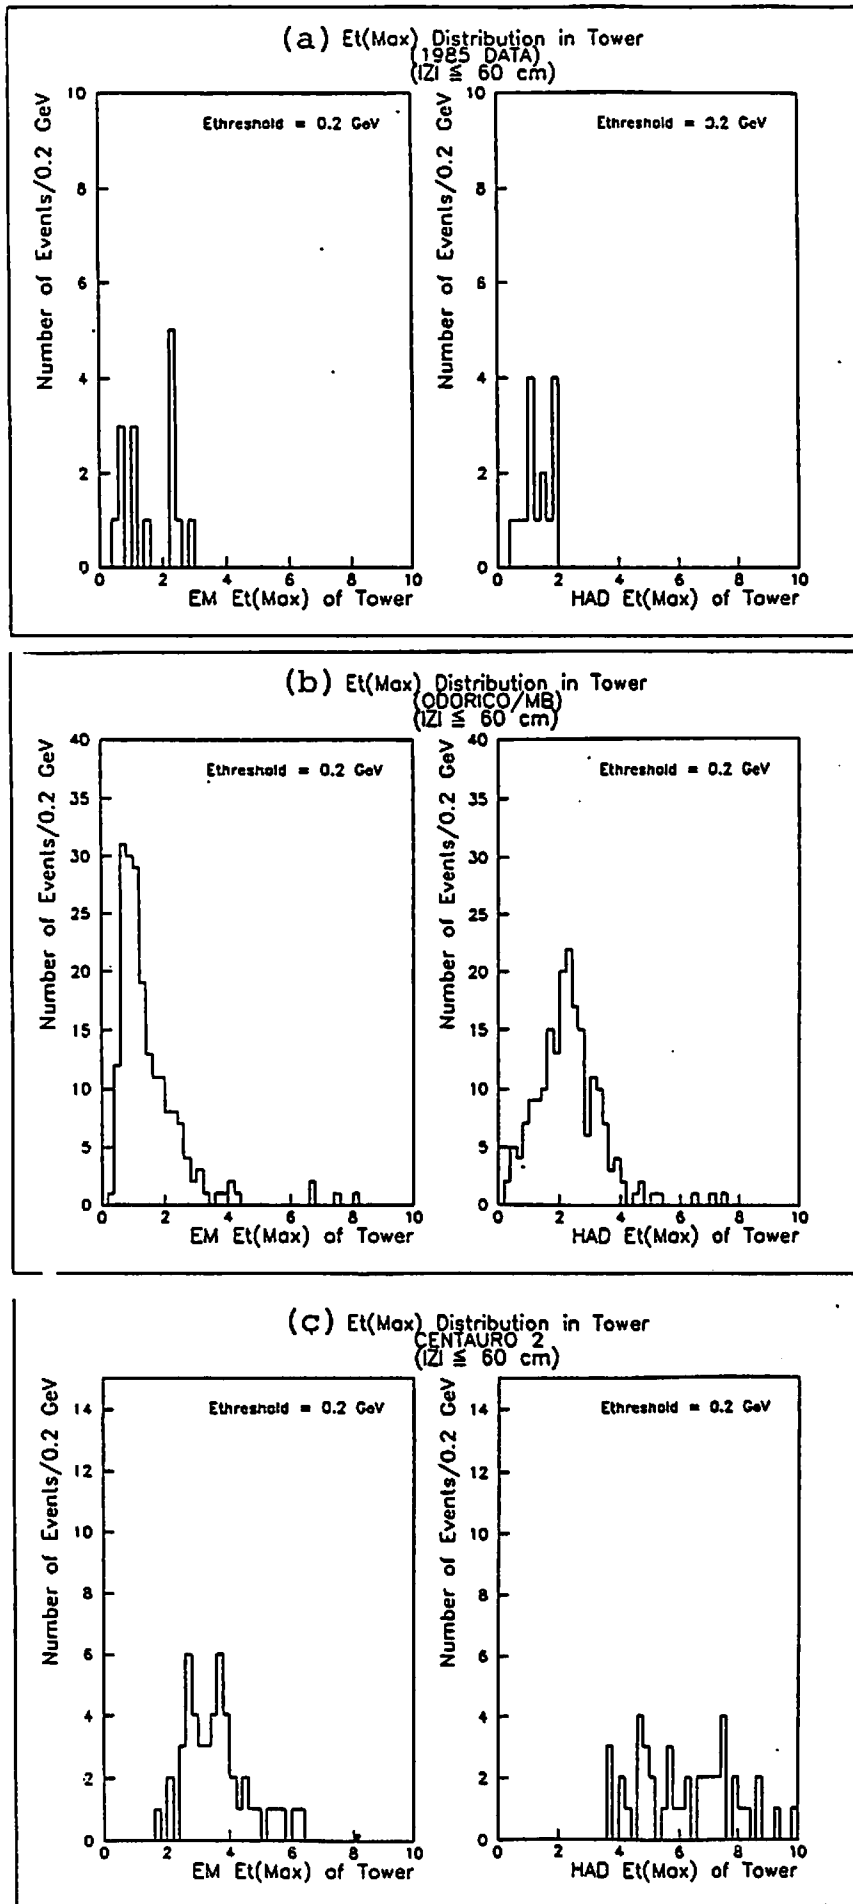 (a) Et(Max) Distribution in Tower
(1985 DATA)
(IZI ≦ 60 cm)
Number of Events/0.2 GeV
10
8
6
4
2
0
Ethreshold = 0.2 GeV
0 2 4 6 8 10
EM Et(Max) of Tower
Number of Events/0.2 GeV
10
8
6
4
2
0
Ethreshold = 0.2 GeV
0 2 4 6 8 10
HAD Et(Max) of Tower
(b) Et(Max) Distribution in Tower
(ODORICO/MB)
(IZI ≦ 60 cm)
Number of Events/0.2 GeV
40
35
30
25
20
15
10
5
0
Ethreshold = 0.2 GeV
0 2 4 6 8 10
EM Et(Max) of Tower
Number of Events/0.2 GeV
40
35
30
25
20
15
10
5
0
Ethreshold = 0.2 GeV
0 2 4 6 8 10
HAD Et(Max) of Tower
(c) Et(Max) Distribution in Tower
CENTAURO 2
(IZI ≦ 60 cm)
Number of Events/0.2 GeV
14
12
10
8
6
4
2
0
Ethreshold = 0.2 GeV
0 2 4 6 8 10
EM Et(Max) of Tower
Number of Events/0.2 GeV
14
12
10
8
6
4
2
0
Ethreshold = 0.2 GeV
0 2 4 6 8 10
HAD Et(Max) of Tower